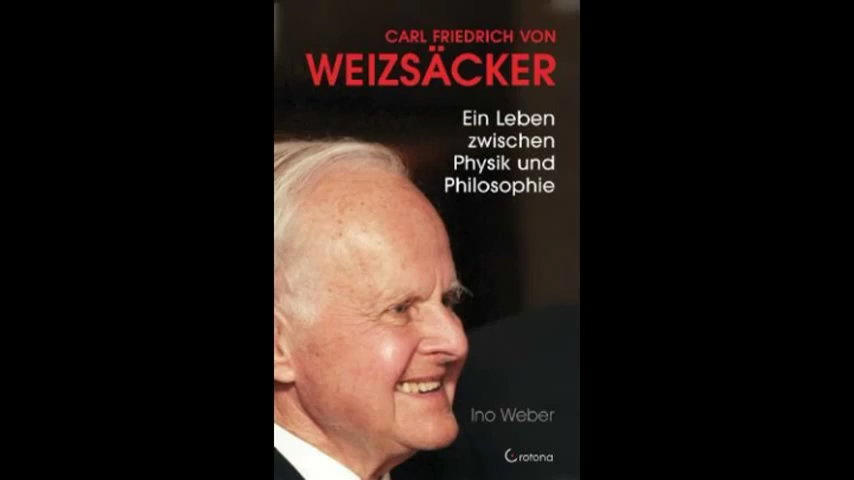 CARL FRIEDRICH VON
WEIZSÄCKER
Ein Leben
zwischen
Physik und
Philosophie
Ino Weber
Crotona